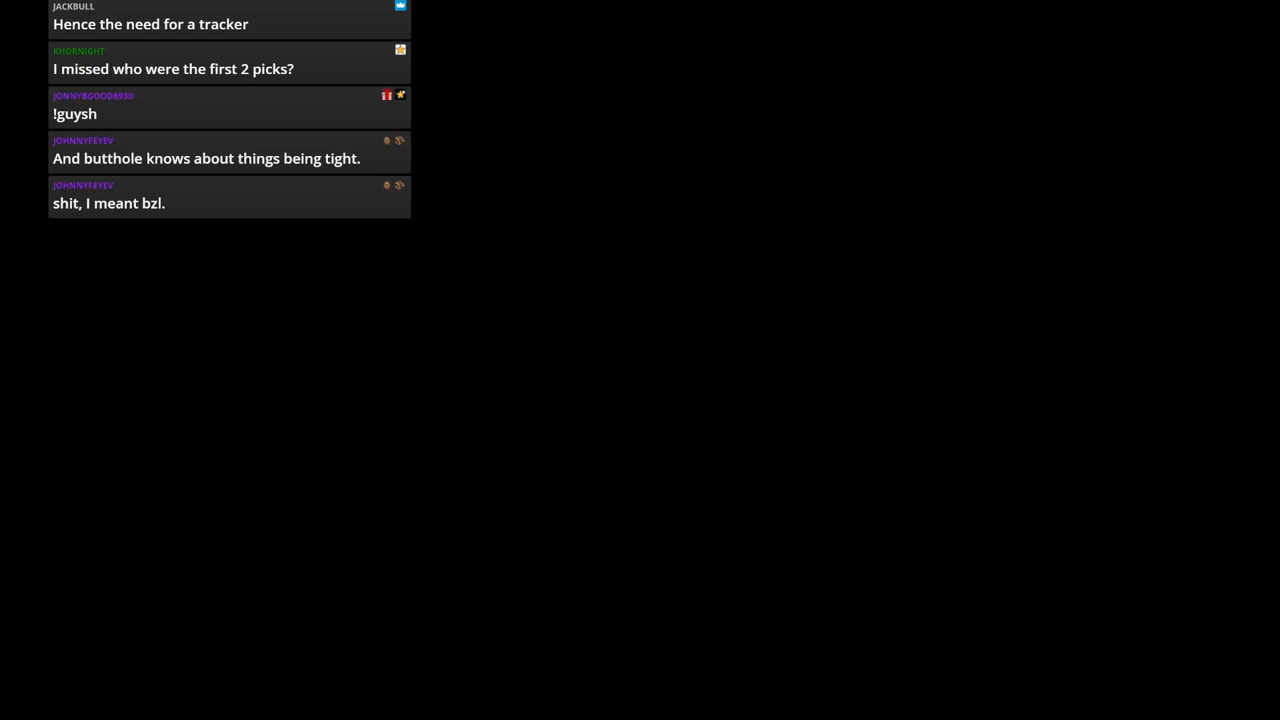 JACKBULL
Hence the need for a tracker
KHORNIGHT
I missed who were the first 2 picks?
JONNYBGOOD8930
!guysh
JOHNNYFEYEV
And butthole knows about things being tight.
JOHNNYFEYEV
shit, I meant bzl.